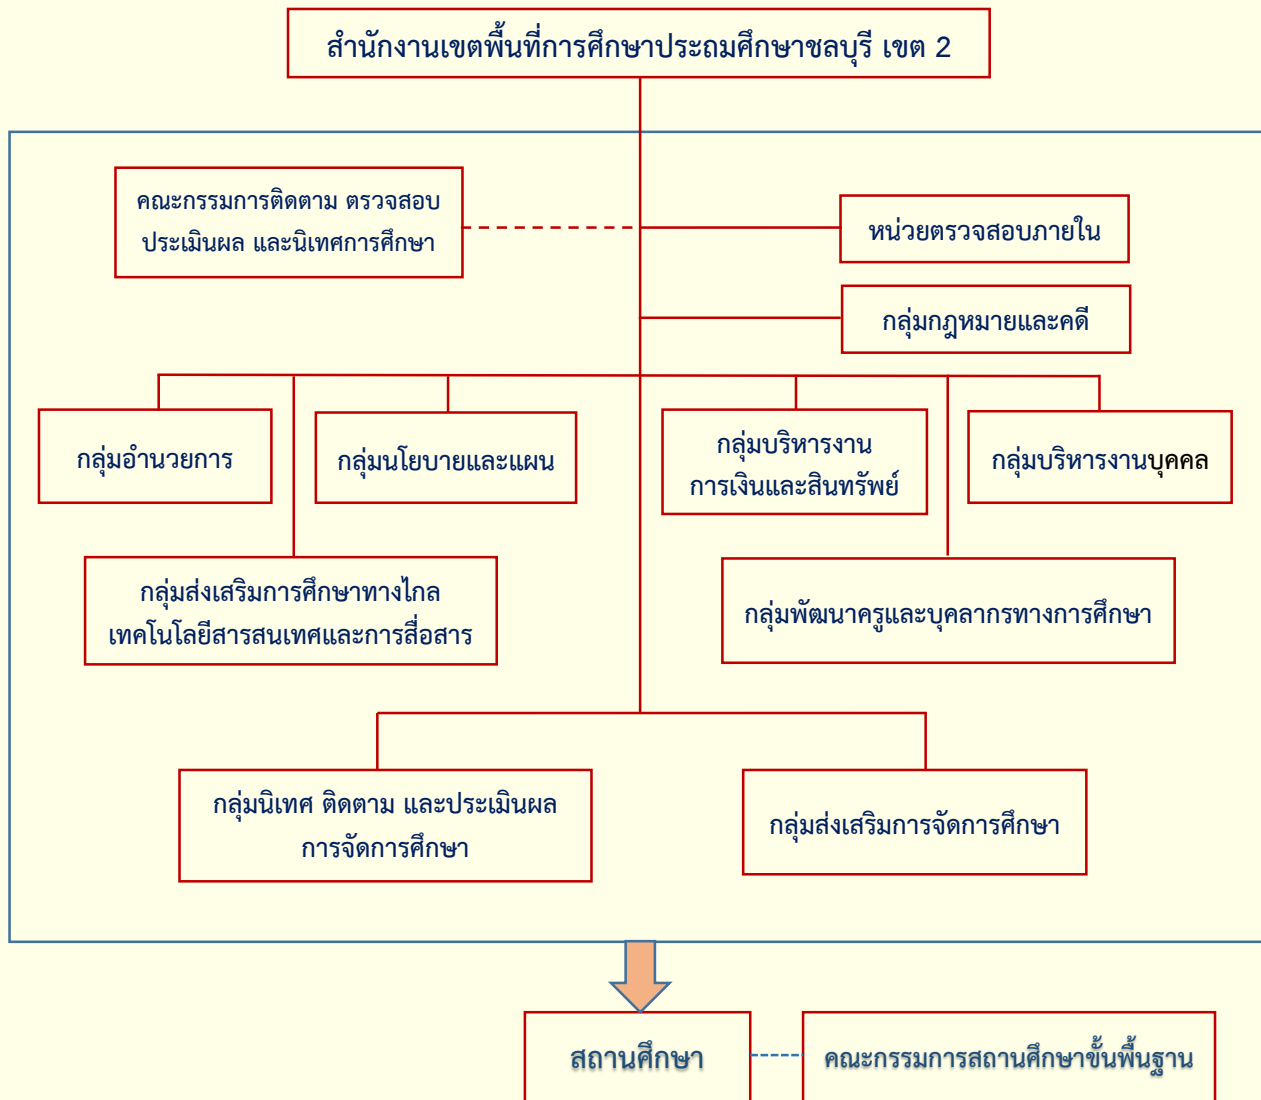 สำนักงานเขตพื้นที่การศึกษาประถมศึกษาชลบุรี เขต 2
คณะกรรมการติดตาม ตรวจสอบ
ประเมินผล และนิเทศการศึกษา
หน่วยตรวจสอบภายใน
กลุ่มกฎหมายและคดี
กลุ่มอำนวยการ
กลุ่มนโยบายและแผน
กลุ่มบริหารงาน
การเงินและสินทรัพย์
กลุ่มบริหารงานบุคคล
กลุ่มส่งเสริมการศึกษาทางไกล
เทคโนโลยีสารสนเทศและการสื่อสาร
กลุ่มพัฒนาครูและบุคลากรทางการศึกษา
กลุ่มนิเทศ ติดตาม และประเมินผล
การจัดการศึกษา
กลุ่มส่งเสริมการจัดการศึกษา
สถานศึกษา
คณะกรรมการสถานศึกษาขั้นพื้นฐาน